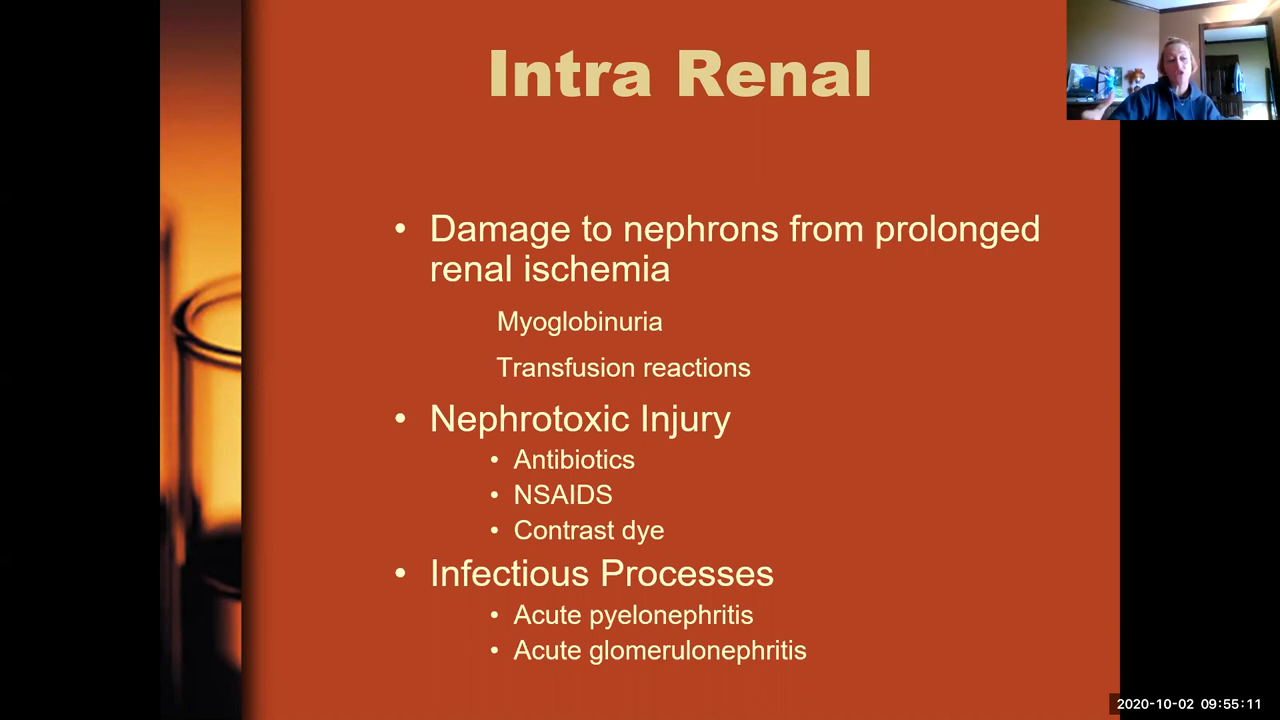 Intra Renal
• Damage to nephrons from prolonged
renal ischemia
Myoglobinuria
Transfusion reactions
• Nephrotoxic Injury
• Antibiotics
• NSAIDS
• Contrast dye
• Infectious Processes
• Acute pyelonephritis
• Acute glomerulonephritis
2020-10-02 09:55:11